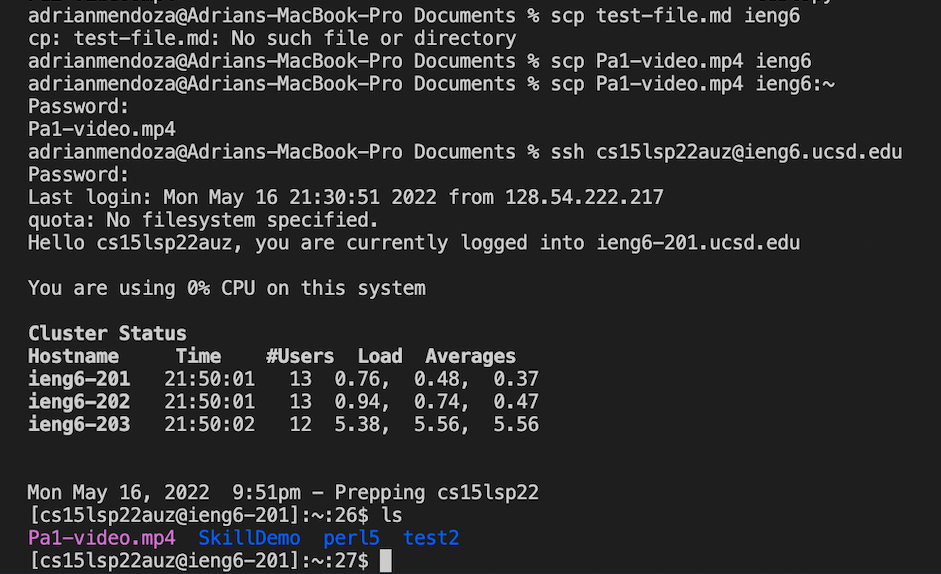 adrianmendoza@Adrians-MacBook-Pro Documents % scp test-file.md ieng6
cp: test-file.md: No such file or directory
adrianmendoza@Adrians-MacBook-Pro Documents % scp Pa1-video.mp4 ieng6
adrianmendoza@Adrians-MacBook-Pro Documents % scp Pa1-video.mp4 ieng6:~
Password:
Pa1-video.mp4
adrianmendoza@Adrians-MacBook-Pro Documents % ssh cs15lsp22auz@ieng6.ucsd.edu
Password:
Last login: Mon May 16 21:30:51 2022 from 128.54.222.217
quota: No filesystem specified.
Hello cs15lsp22auz, you are currently logged into ieng6-201.ucsd.edu
You are using 0% CPU on this system
Cluster Status
Hostname Time #Users Load Averages
ieng6-201 21:50:01 13 0.76, 0.48, 0.37
ieng6-202 21:50:01 13 0.94, 0.74, 0.47
ieng6-203 21:50:02 12 5.38, 5.56, 5.56
Mon May 16, 2022 9:51pm - Prepping cs15lsp22
[cs15lsp22auz@ieng6-201]:~:26$ ls
Pa1-video.mp4 SkillDemo perl5 test2
[cs15lsp22auz@ieng6-201]:~:27$